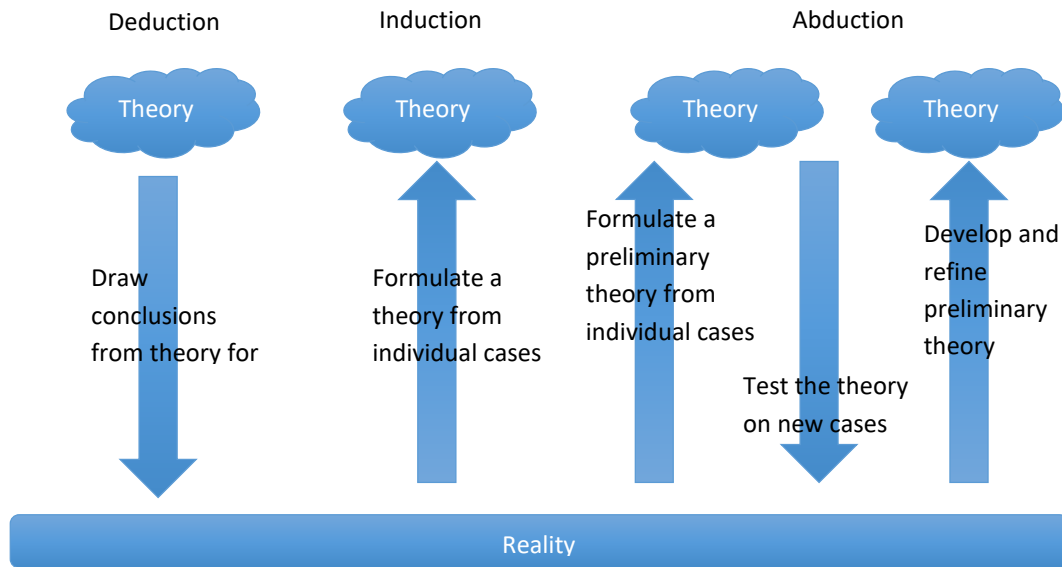 Deduction
Induction
Abduction
Theory
Theory
Theory
Theory
Draw
conclusions
from theory for
Formulate a
theory from
individual cases
Formulate a
preliminary
theory from
individual cases
Test the theory
on new cases
Develop and
refine
preliminary
theory
Reality